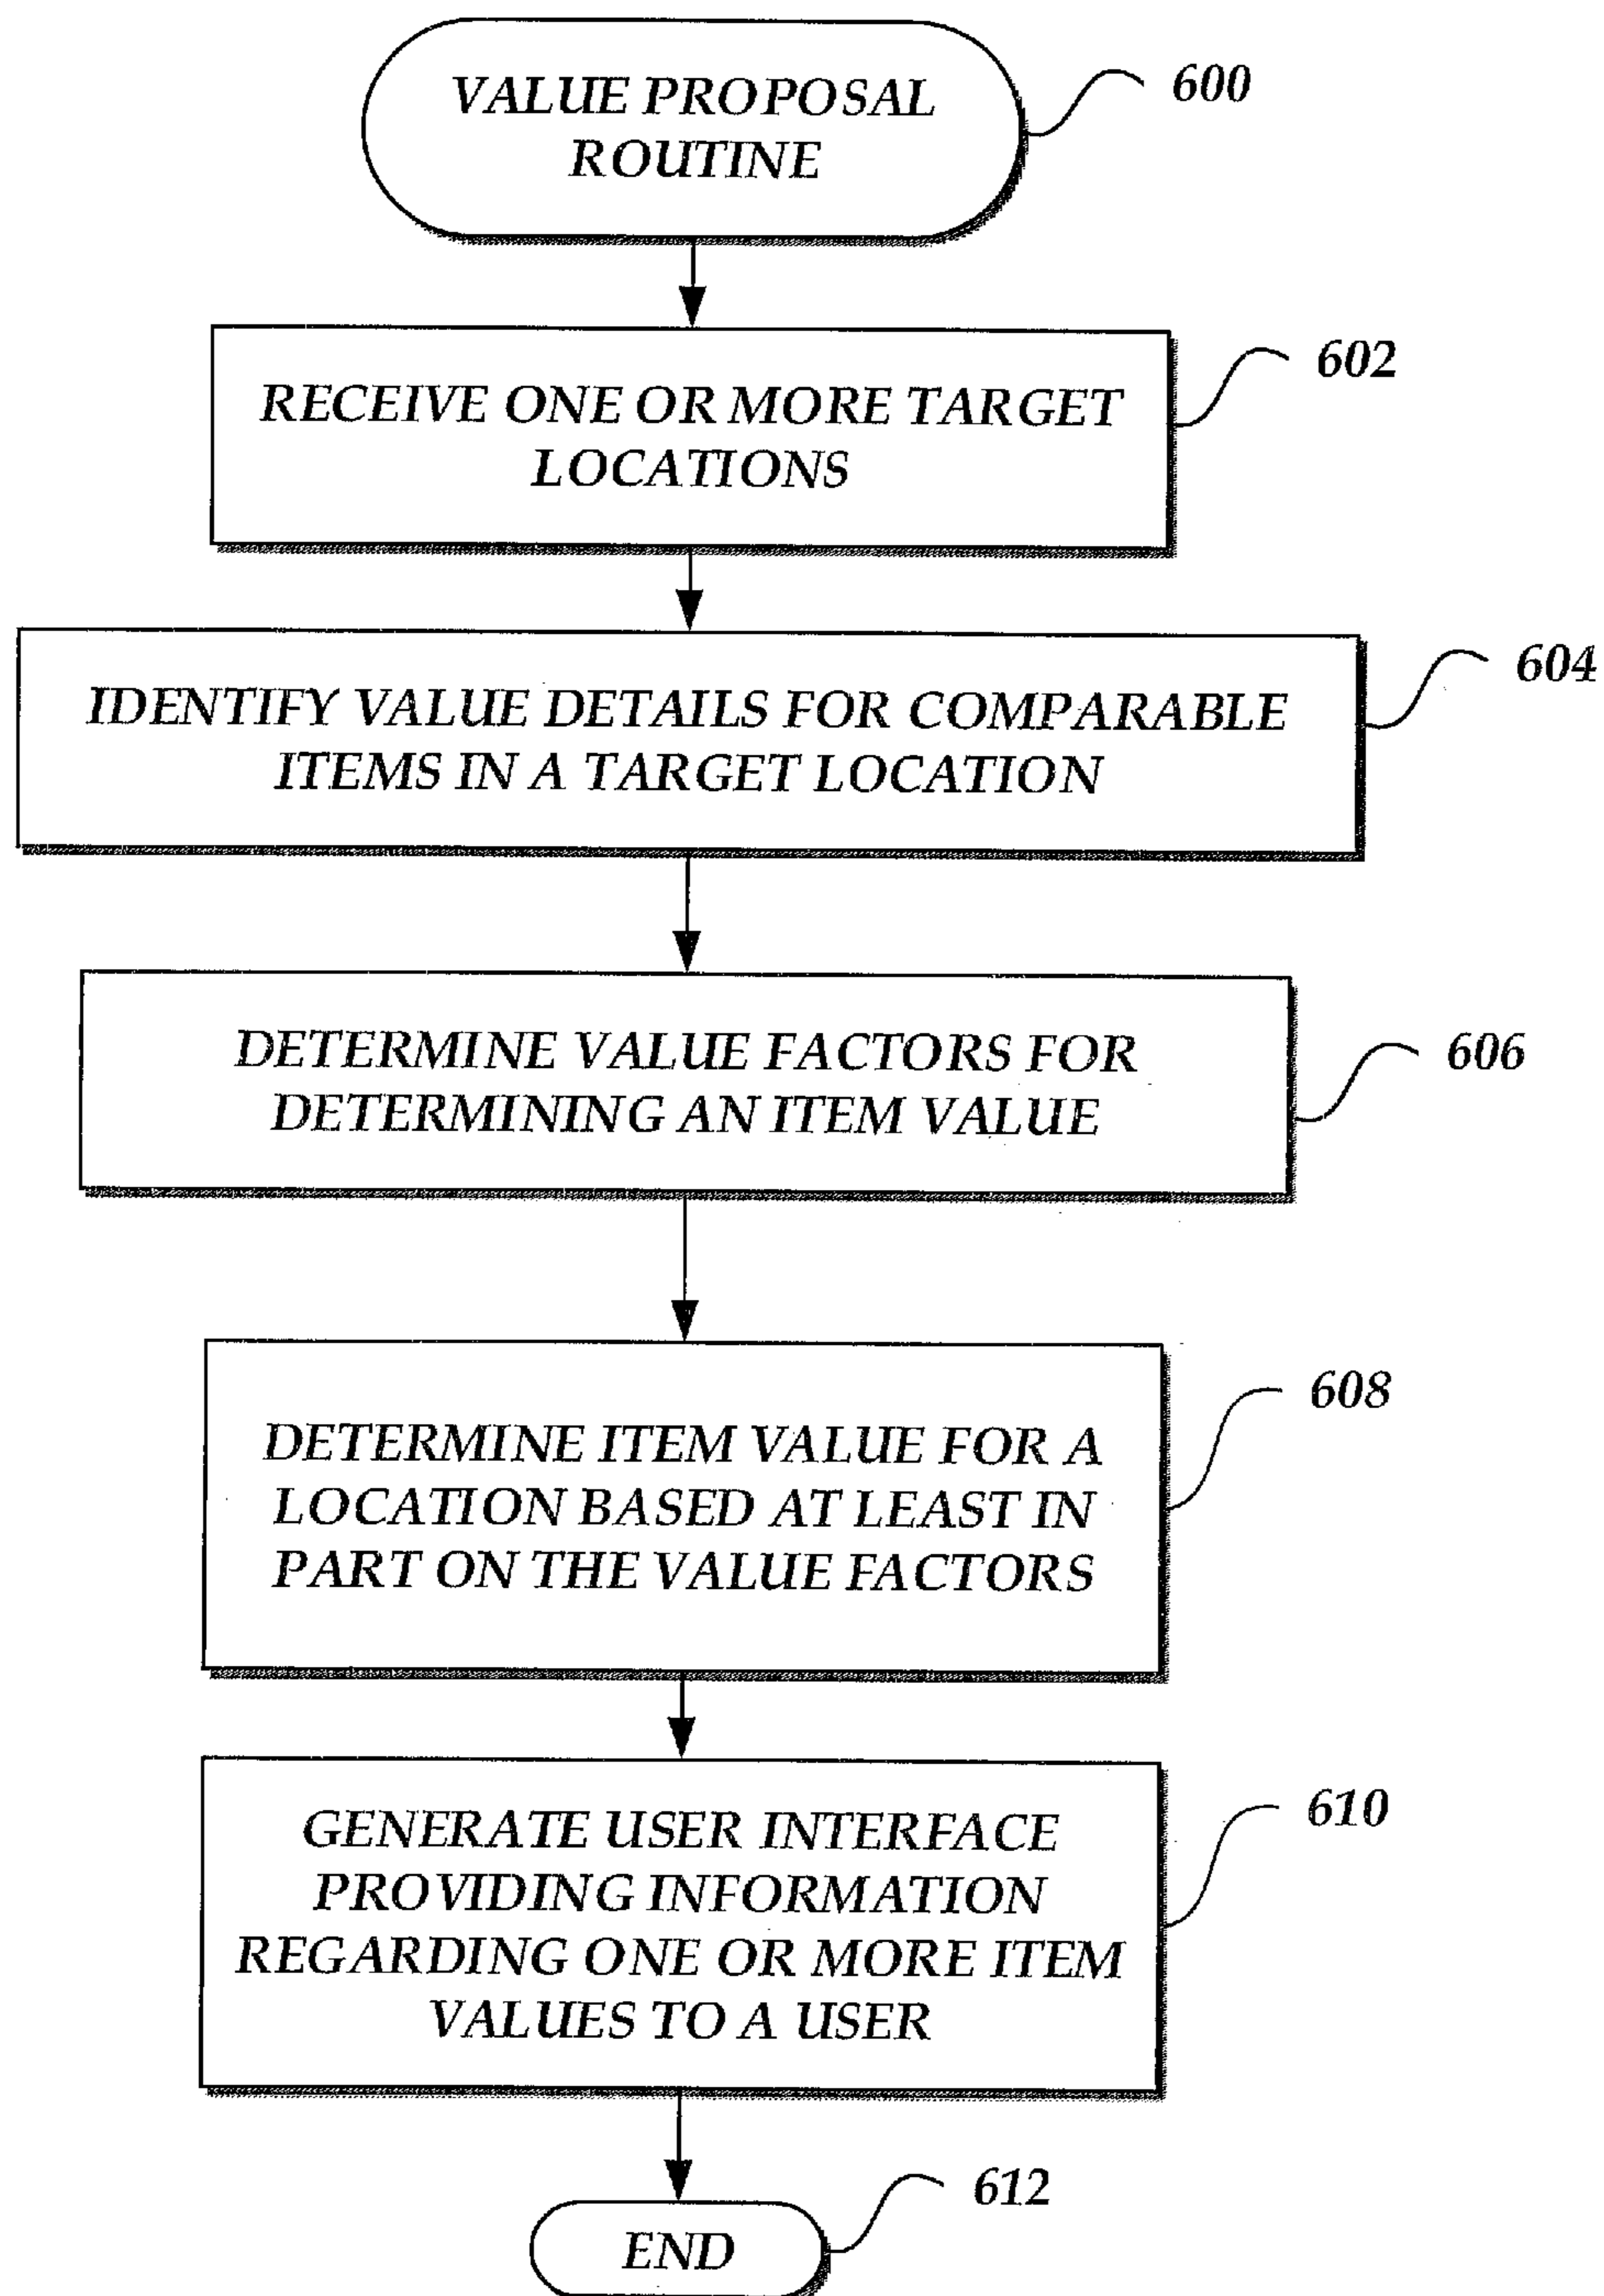 VALUE PROPOSAL
ROUTINE
600
RECEIVE ONE OR MORE TARGET
LOCATIONS
602
IDENTIFY VALUE DETAILS FOR COMPARABLE
ITEMS IN A TARGET LOCATION
604
DETERMINE VALUE FACTORS FOR
DETERMINING AN ITEM VALUE
606
DETERMINE ITEM VALUE FOR A
LOCATION BASED AT LEAST IN
PART ON THE VALUE FACTORS
608
GENERATE USER INTERFACE
PROVIDING INFORMATION
REGARDING ONE OR MORE ITEM
VALUES TO A USER
610
END
612